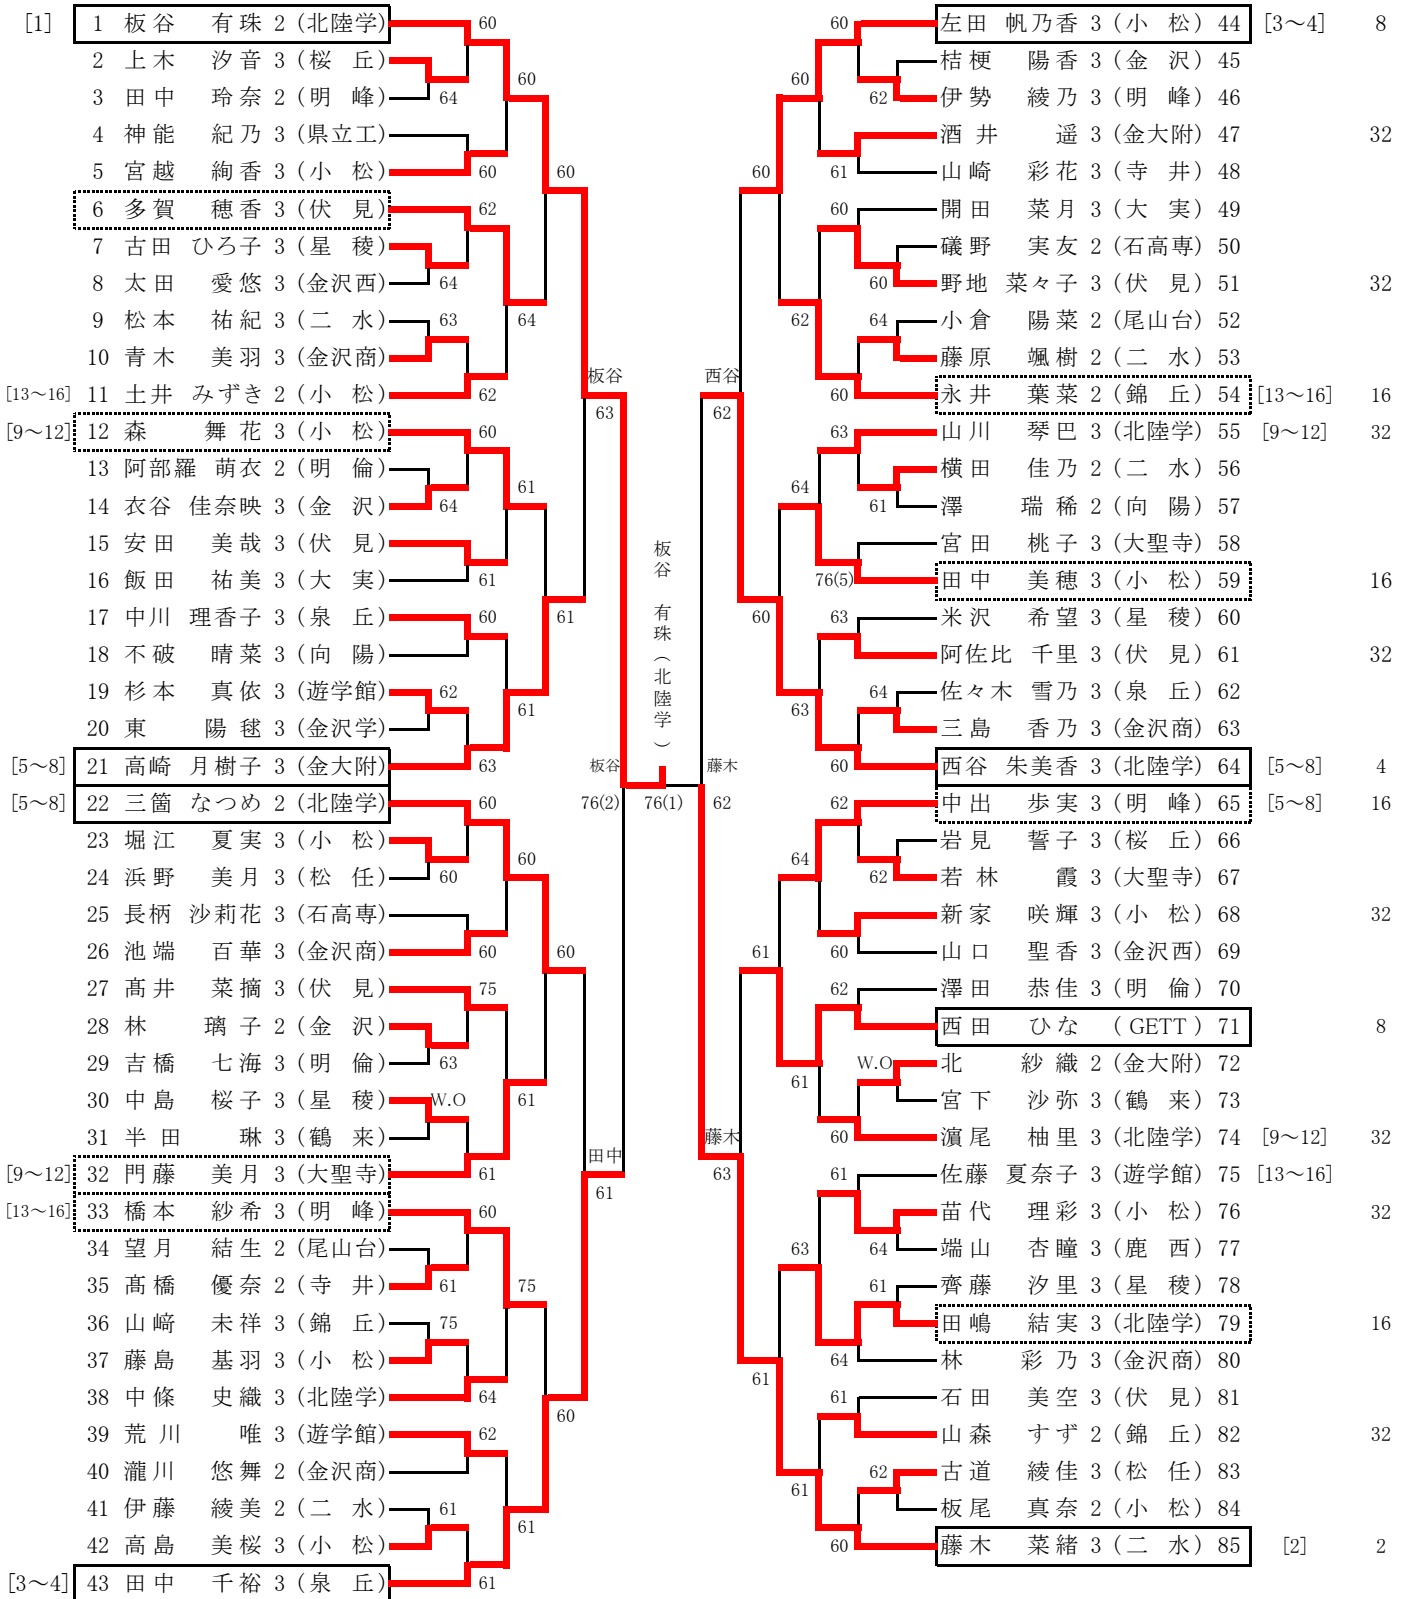 [1] 1 板谷 有珠 2 (北陸学)
2 上木 汐音 3 (桜 丘)
3 田中 玲奈 2 (明 峰)
4 神能 紀乃 3 (県立工)
5 宮越 絢香 3 (小 松)
6 多賀 穂香 3 (伏 見)
7 古田 ひろ子 3 (星 稜)
8 太田 愛悠 3 (金沢西)
9 松本 祐紀 3 (二 水)
10 青木 美羽 3 (金沢商)
[13～16] 11 土井 みずき 2 (小 松)
[9～12] 12 森 舞花 3 (小 松)
13 阿部羅 萌衣 2 (明 倫)
14 衣谷 佳奈映 3 (金 沢)
15 安田 美哉 3 (伏 見)
16 飯田 祐美 3 (大 実)
17 中川 理香子 3 (泉 丘)
18 不破 晴菜 3 (向 陽)
19 杉本 真依 3 (遊学館)
20 東 陽毬 3 (金沢学)
[5～8] 21 高崎 月樹子 3 (金大附)
[5～8] 22 三箇 なつめ 2 (北陸学)
23 堀江 夏実 3 (小 松)
24 浜野 美月 3 (松 任)
25 長柄 沙莉花 3 (石高専)
26 池端 百華 3 (金沢商)
27 髙井 菜摘 3 (伏 見)
28 林 璃子 2 (金 沢)
29 吉橋 七海 3 (明 倫)
30 中島 桜子 3 (星 稜)
31 半田 琳 3 (鶴 来)
[9～12] 32 門藤 美月 3 (大聖寺)
[13～16] 33 橋本 紗希 3 (明 峰)
34 望月 結生 2 (尾山台)
35 髙橋 優奈 2 (寺 井)
36 山﨑 未祥 3 (錦 丘)
37 藤島 基羽 3 (小 松)
38 中條 史織 3 (北陸学)
39 荒川 唯 3 (遊学館)
40 瀧川 悠舞 2 (金沢商)
41 伊藤 綾美 2 (二 水)
42 高島 美桜 3 (小 松)
[3～4] 43 田中 千裕 3 (泉 丘)
60
64
60
60
62
64
63
62
60
64
61
60
62
63
60
60
60
75
63
W.O
61
60
61
75
64
62
61
61
60
64
61
61
60
61
75
61
60
61
60
60
板谷
63
田中
61
板谷
76(2)
板谷 有珠（北陸学）
76(1)
藤木
62
西谷
62
藤木
63
60
60
61
61
60
62
64
63
64
61
63
61
60
62
61
60
60
64
60
63
61
76(5)
63
64
60
62
62
60
62
W.O
60
61
64
61
64
61
62
60
左田 帆乃香 3 (小 松) 44 [3～4] 8
桔梗 陽香 3 (金 沢) 45
伊勢 綾乃 3 (明 峰) 46
酒井 遥 3 (金大附) 47 32
山崎 彩花 3 (寺 井) 48
開田 菜月 3 (大 実) 49
礒野 実友 2 (石高専) 50
野地 菜々子 3 (伏 見) 51 32
小倉 陽菜 2 (尾山台) 52
藤原 颯樹 2 (二 水) 53
永井 葉菜 2 (錦 丘) 54 [13～16] 16
山川 琴巴 3 (北陸学) 55 [9～12] 32
横田 佳乃 2 (二 水) 56
澤 瑞稀 2 (向 陽) 57
宮田 桃子 3 (大聖寺) 58
田中 美穂 3 (小 松) 59 16
米沢 希望 3 (星 稜) 60
阿佐比 千里 3 (伏 見) 61 32
佐々木 雪乃 3 (泉 丘) 62
三島 香乃 3 (金沢商) 63
西谷 朱美香 3 (北陸学) 64 [5～8] 4
中出 歩実 3 (明 峰) 65 [5～8] 16
岩見 誓子 3 (桜 丘) 66
若林 霞 3 (大聖寺) 67
新家 咲輝 3 (小 松) 68 32
山口 聖香 3 (金沢西) 69
澤田 恭佳 3 (明 倫) 70
西田 ひな (GETT) 71 8
北 紗織 2 (金大附) 72
宮下 沙弥 3 (鶴 来) 73
濵尾 柚里 3 (北陸学) 74 [9～12] 32
佐藤 夏奈子 3 (遊学館) 75 [13～16]
苗代 理彩 3 (小 松) 76 32
端山 杏瞳 3 (鹿 西) 77
齊藤 汐里 3 (星 稜) 78
田嶋 結実 3 (北陸学) 79 16
林 彩乃 3 (金沢商) 80
石田 美空 3 (伏 見) 81
山森 すず 2 (錦 丘) 82 32
古道 綾佳 3 (松 任) 83
板尾 真奈 2 (小 松) 84
藤木 菜緒 3 (二 水) 85 [2] 2